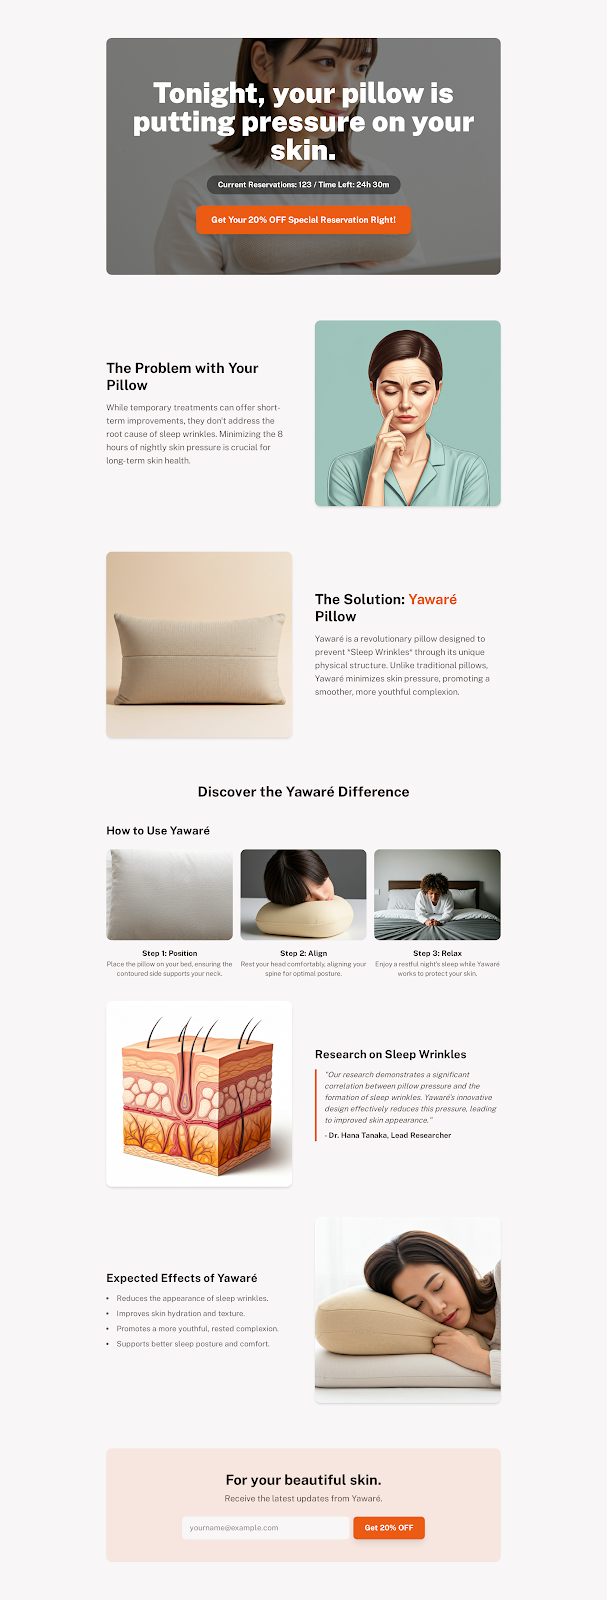 Tonight, your pillow is
putting pressure on your
skin.
Current Reservations: 123 / Time Left: 24h 30m
Get Your 20% OFF Special Reservation Right!
The Problem with Your
Pillow
While temporary treatments can offer short-
term improvements, they don't address the
root cause of sleep wrinkles. Minimizing the 8
hours of nightly skin pressure is crucial for
long-term skin health.
The Solution: Yawaré
Pillow
Yawaré is a revolutionary pillow designed to
prevent "Sleep Wrinkles" through its unique
physical structure. Unlike traditional pillows,
Yawaré minimizes skin pressure, promoting a
smoother, more youthful complexion.
Discover the Yawaré Difference
How to Use Yawaré
Step 1: Position
Place the pillow on your bed, ensuring the
contoured side supports your neck.
Step 2: Align
Rest your head comfortably, aligning your
spine for optimal posture.
Step 3: Relax
Enjoy a restful night's sleep while Yawaré
works to protect your skin.
Research on Sleep Wrinkles
"Our research demonstrates a significant
correlation between pillow pressure and the
formation of sleep wrinkles. Yawaré's innovative
design effectively reduces this pressure, leading
to improved skin appearance."
- Dr. Hana Tanaka, Lead Researcher
Expected Effects of Yawaré
• Reduces the appearance of sleep wrinkles.
• Improves skin hydration and texture.
• Promotes a more youthful, rested complexion.
• Supports better sleep posture and comfort.
For your beautiful skin.
Receive the latest updates from Yawaré.
yourname@example.com
Get 20% OFF